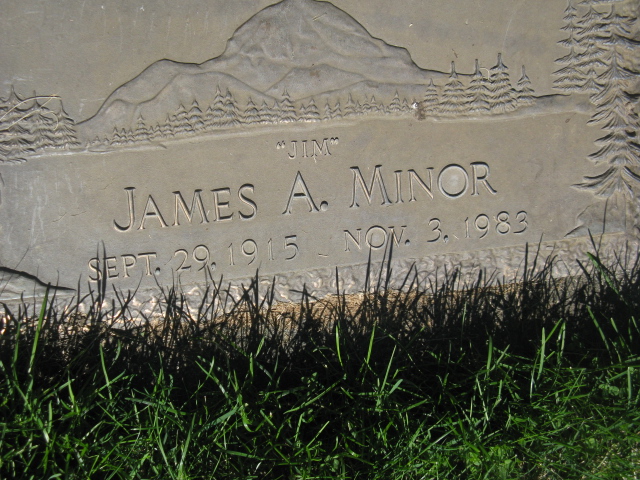 "JIM"
JAMES A. MINOR
SEPT. 29. 1915 NOV. 3. 1983